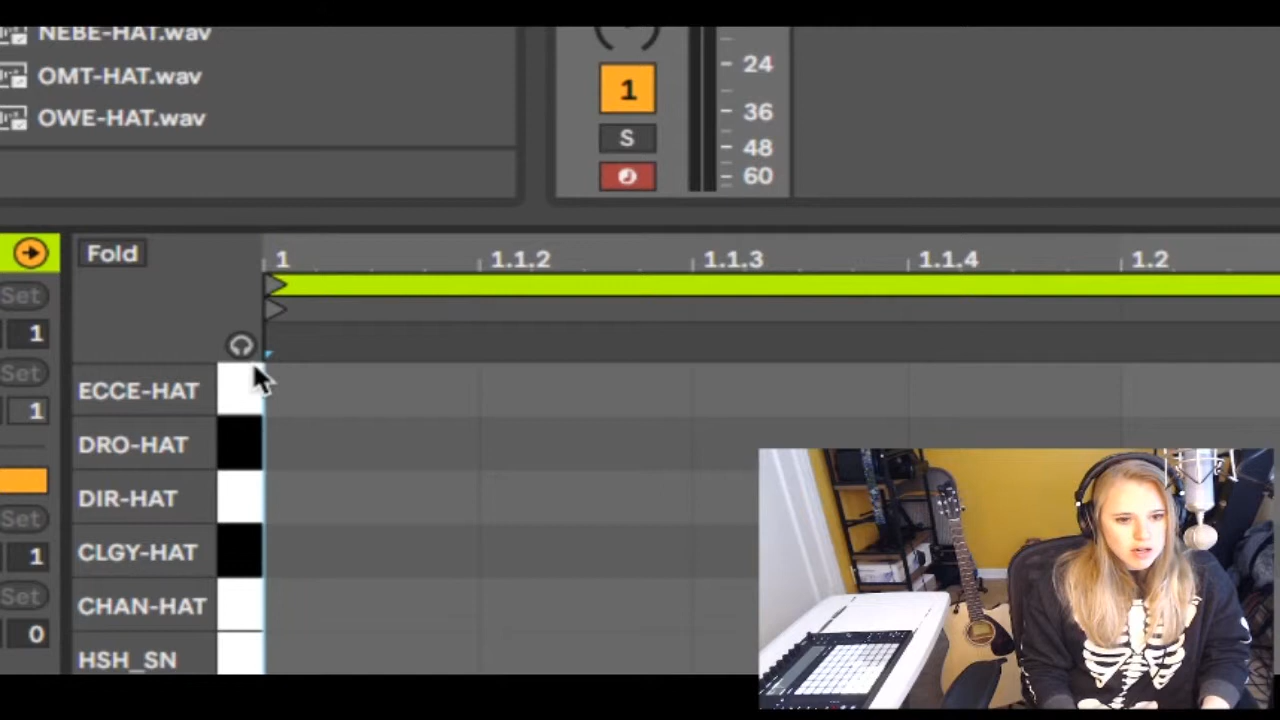 NEBE-HAT.wav
OMT-HAT.wav
OWE-HAT.wav
1
S
24
36
48
60
Fold
1
1.1.2
1.1.3
1.1.4
1.2
Set
1
Set
1
Set
1
Set
0
ECCE-HAT
DRO-HAT
DIR-HAT
CLGY-HAT
CHAN-HAT
HSH_SN